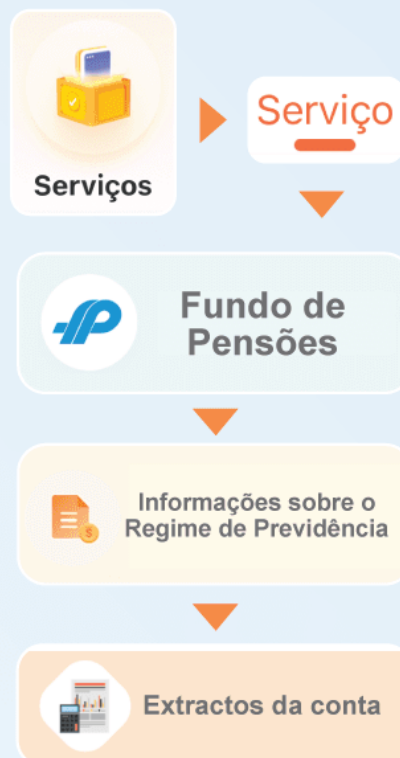 Serviços
Serviço
Fundo de
Pensões
Informações sobre o
Regime de Previdência
Extractos da conta